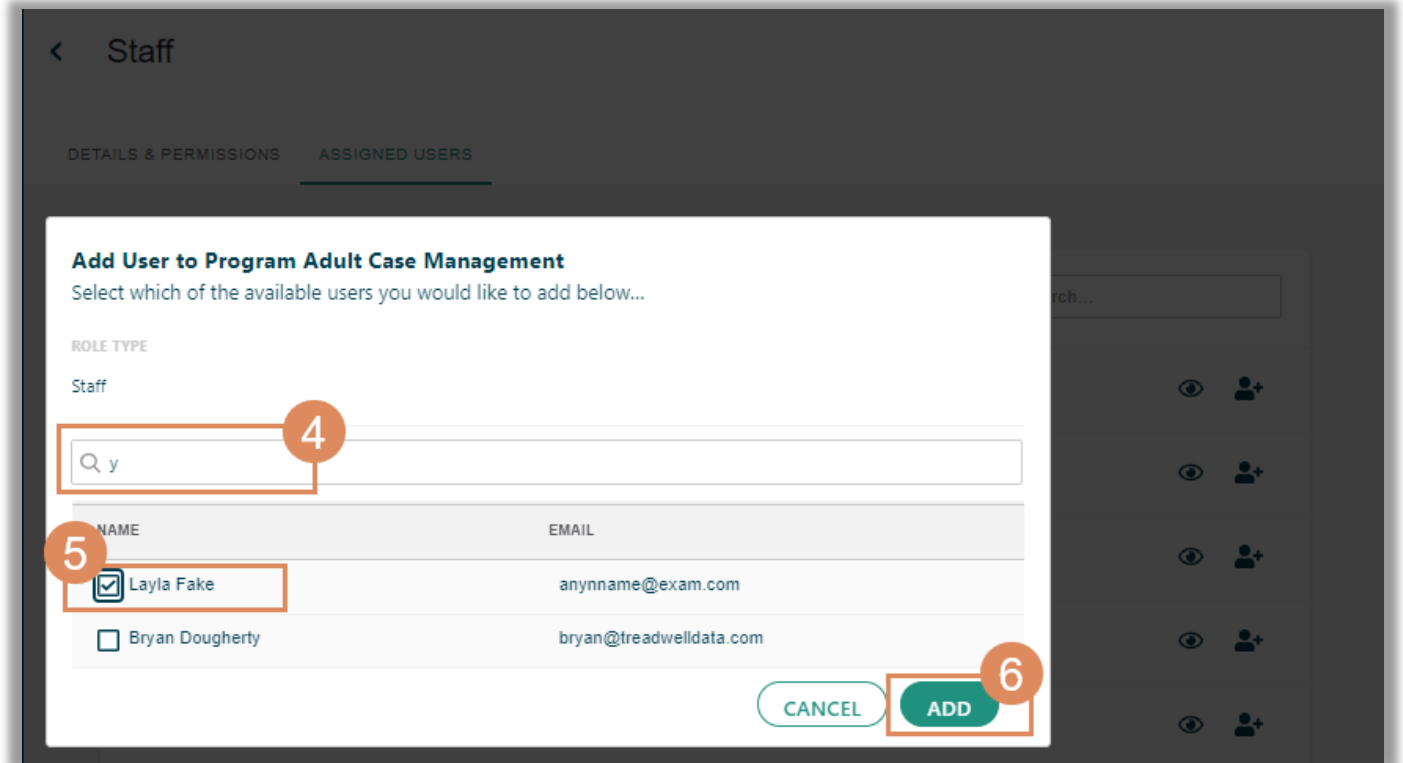 Staff
DETAILS & PERMISSIONS ASSIGNED USERS
Add User to Program Adult Case Management
Select which of the available users you would like to add below...
rch...
ROLE TYPE
Staff
4
y
NAME EMAIL
5
Layla Fake anynname@exam.com
Bryan Dougherty bryan@treadwelldata.com
6
CANCEL ADD